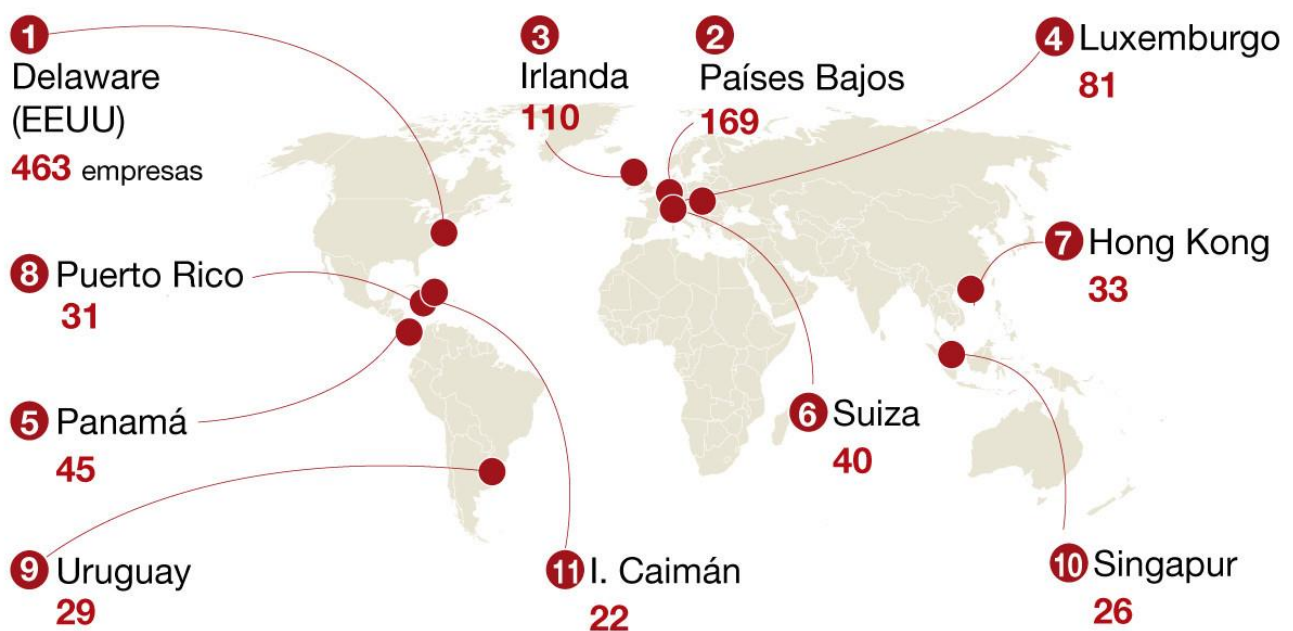 1
Delaware
(EEUU)
463 empresas
3
Irlanda
110
2
Países Bajos
169
4 Luxemburgo
81
8 Puerto Rico
31
7 Hong Kong
33
5 Panamá
45
6 Suiza
40
9 Uruguay
29
11 I. Caimán
22
10 Singapur
26